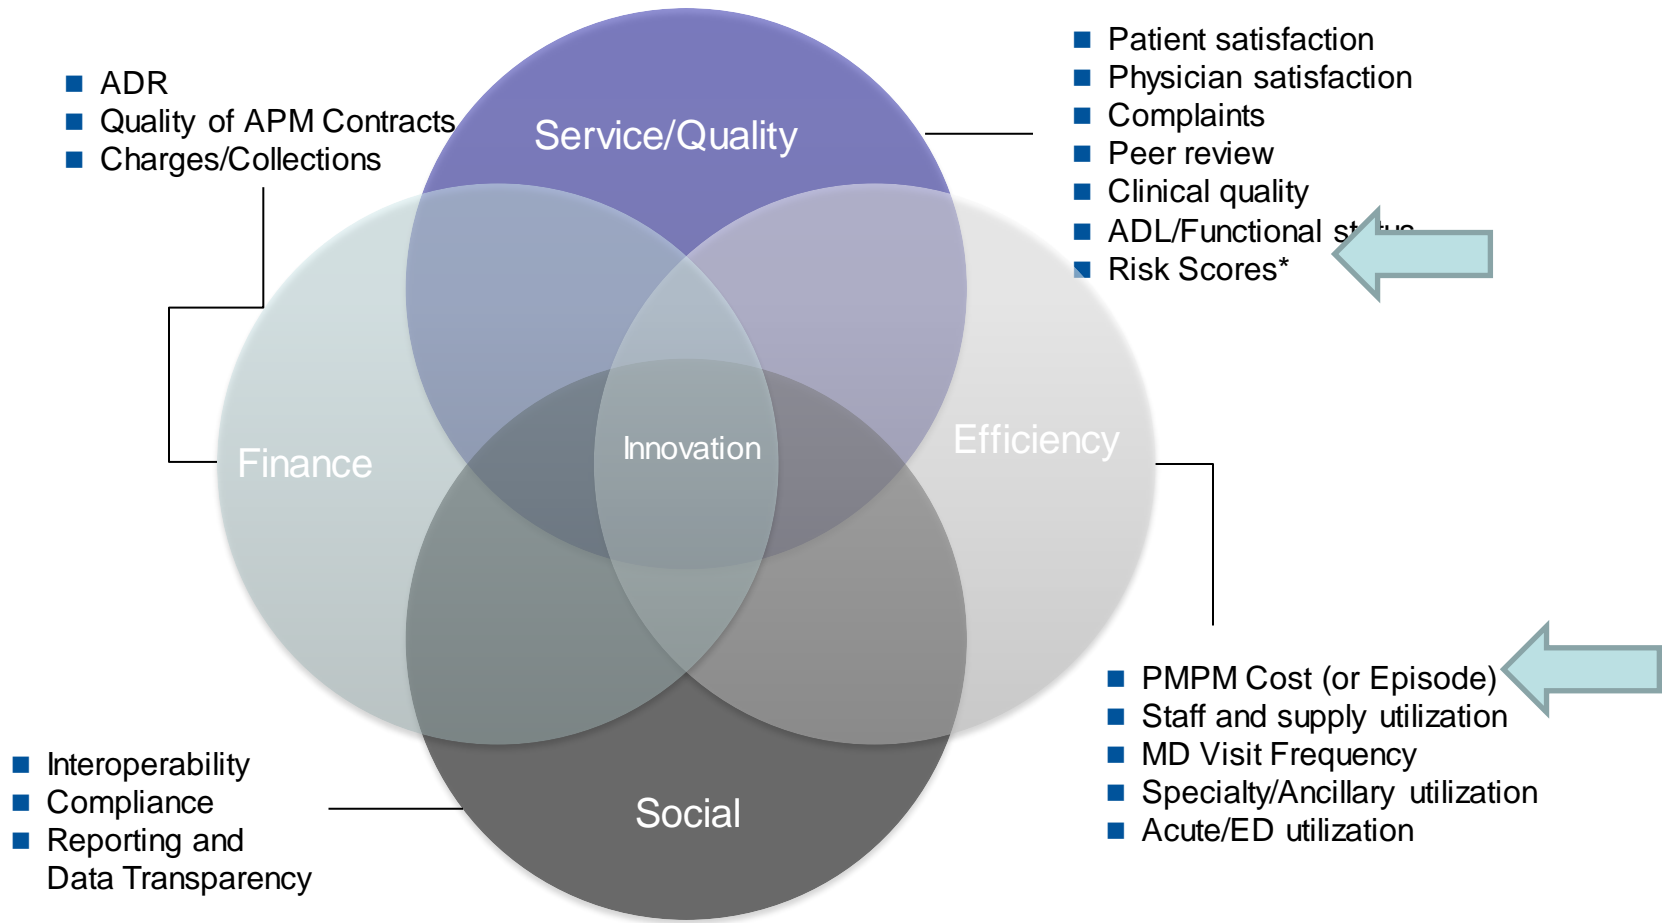 ADR
Quality of APM Contracts
Charges/Collections
Service/Quality
Patient satisfaction
Physician satisfaction
Complaints
Peer review
Clinical quality
ADL/Functional status
Risk Scores*
Finance
Innovation
Efficiency
PMPM Cost (or Episode)
Staff and supply utilization
MD Visit Frequency
Specialty/Ancillary utilization
Acute/ED utilization
Interoperability
Compliance
Reporting and
Data Transparency
Social